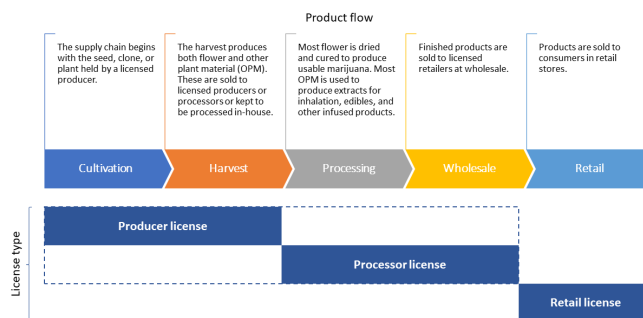 Product flow
The supply chain begins
with the seed, clone, or
plant held by a licensed
producer.
The harvest produces
both flower and other
plant material (OPM).
These are sold to
licensed producers or
processors or kept to
be processed in-house.
Most flower is dried
and cured to produce
usable marijuana. Most
OPM is used to
produce extracts for
inhalation, edibles, and
other infused products.
Finished products are
sold to licensed
retailers at wholesale.
Products are sold to
consumers in retail
stores.
Cultivation
Harvest
Processing
Wholesale
Retail
License type
Producer license
Processor license
Retail license